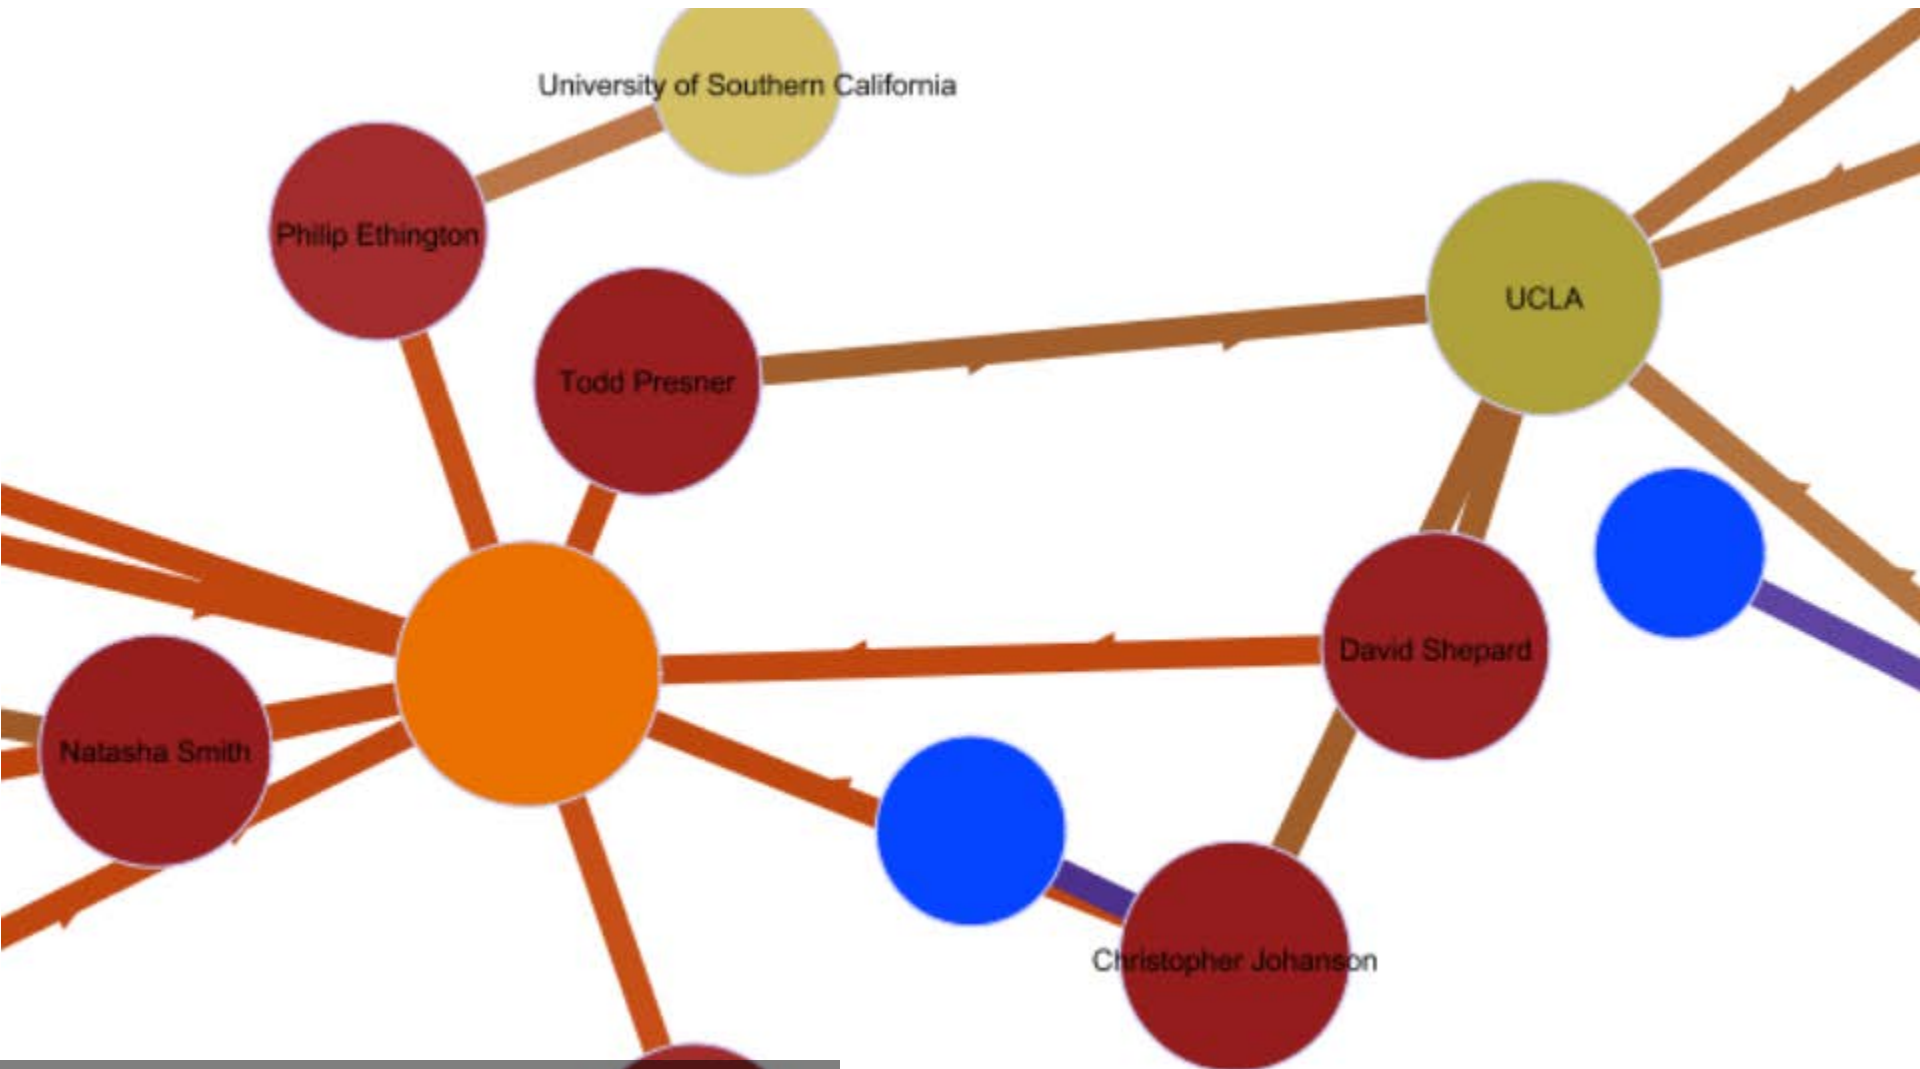 University of Southern California
Philip Ethington
UCLA
Todd Presner
David Shepard
Natasha Smith
Christopher Johanson